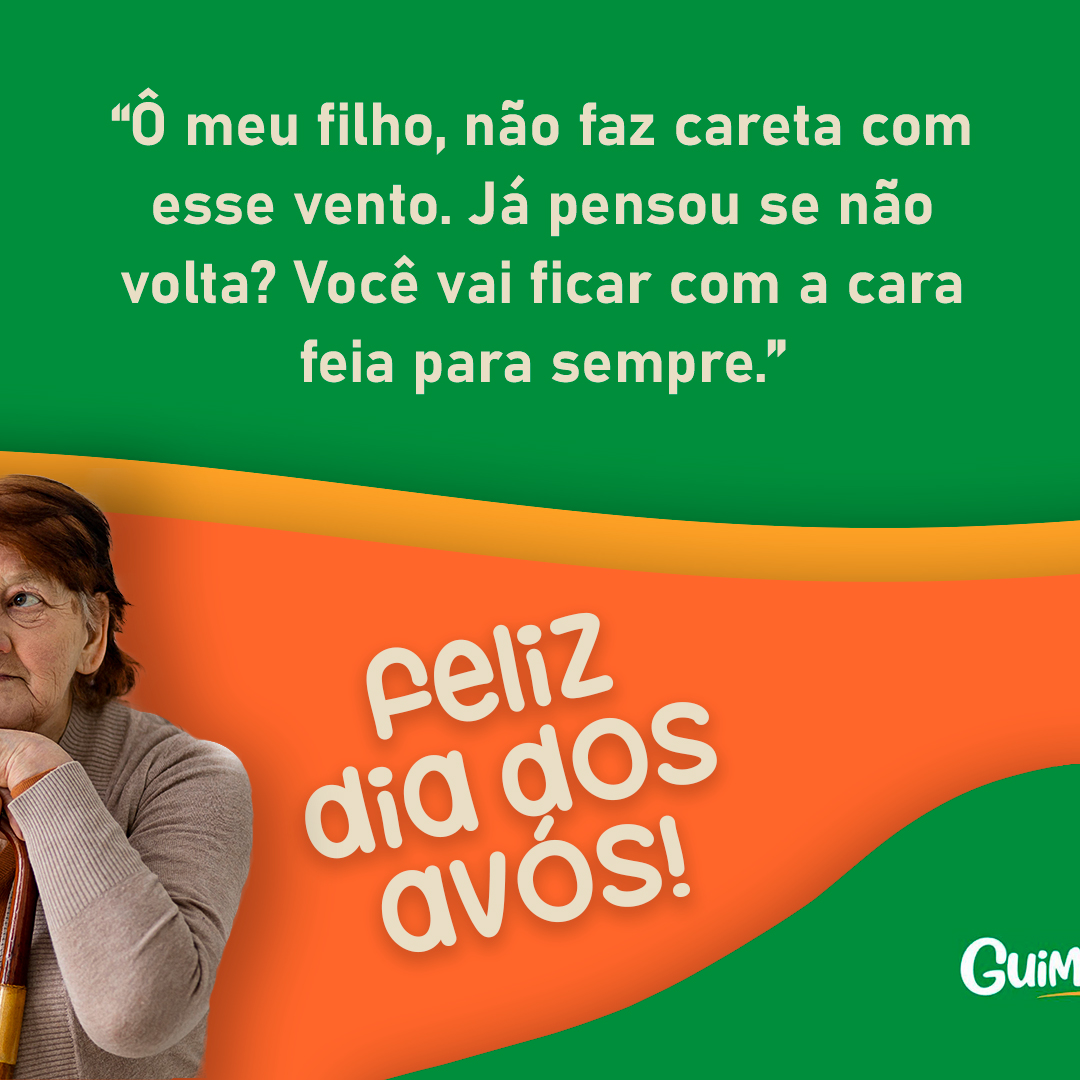 “Ô meu filho, não faz careta com
esse vento. Já pensou se não
volta? Você vai ficar com a cara
feia para sempre.”
feliz
dia dos
avós!